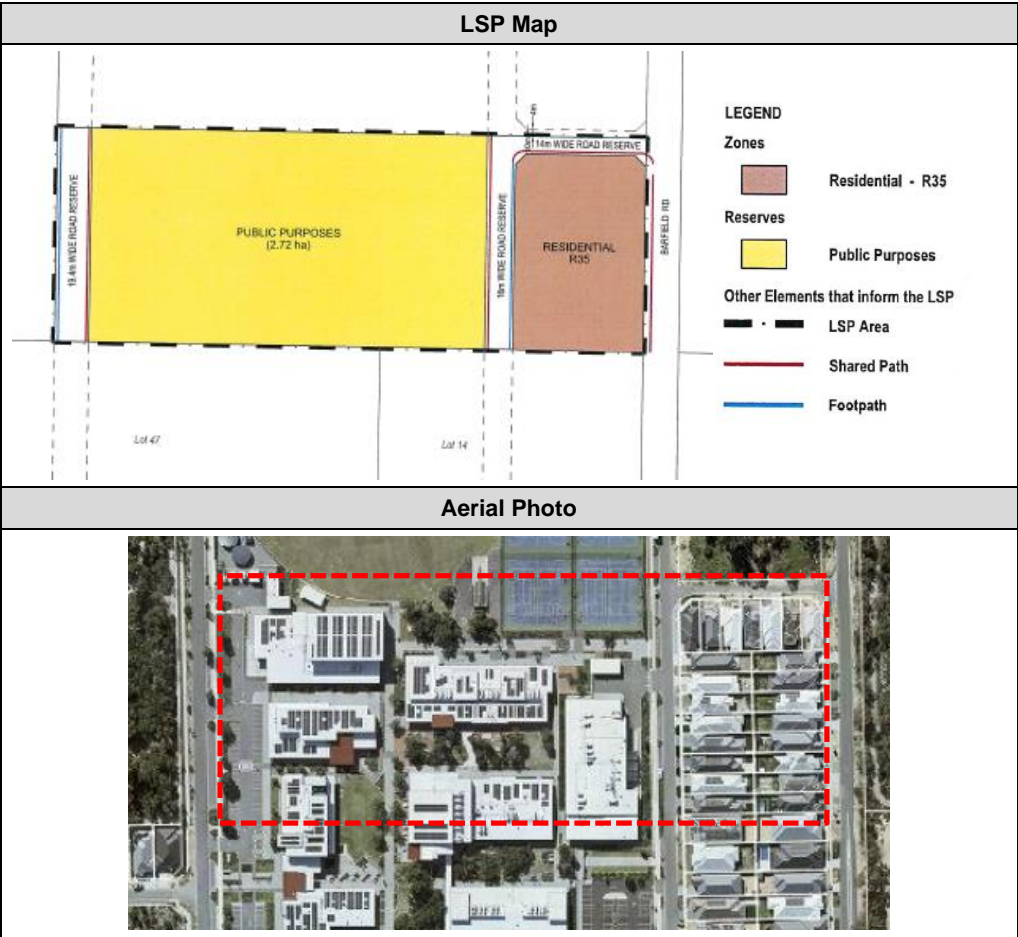 LSP Map
LEGEND
Zones
Residential - R35
Reserves
Public Purposes
Other Elements that inform the LSP
LSP Area
Shared Path
Footpath
19.4m WIDE ROAD RESERVE
PUBLIC PURPOSES
(2.72 ha)
16m WIDE ROAD RESERVE
4m
14m WIDE ROAD RESERVE
RESIDENTIAL
R35
BARFIELD RD
Lot 47
Lot 14
Aerial Photo